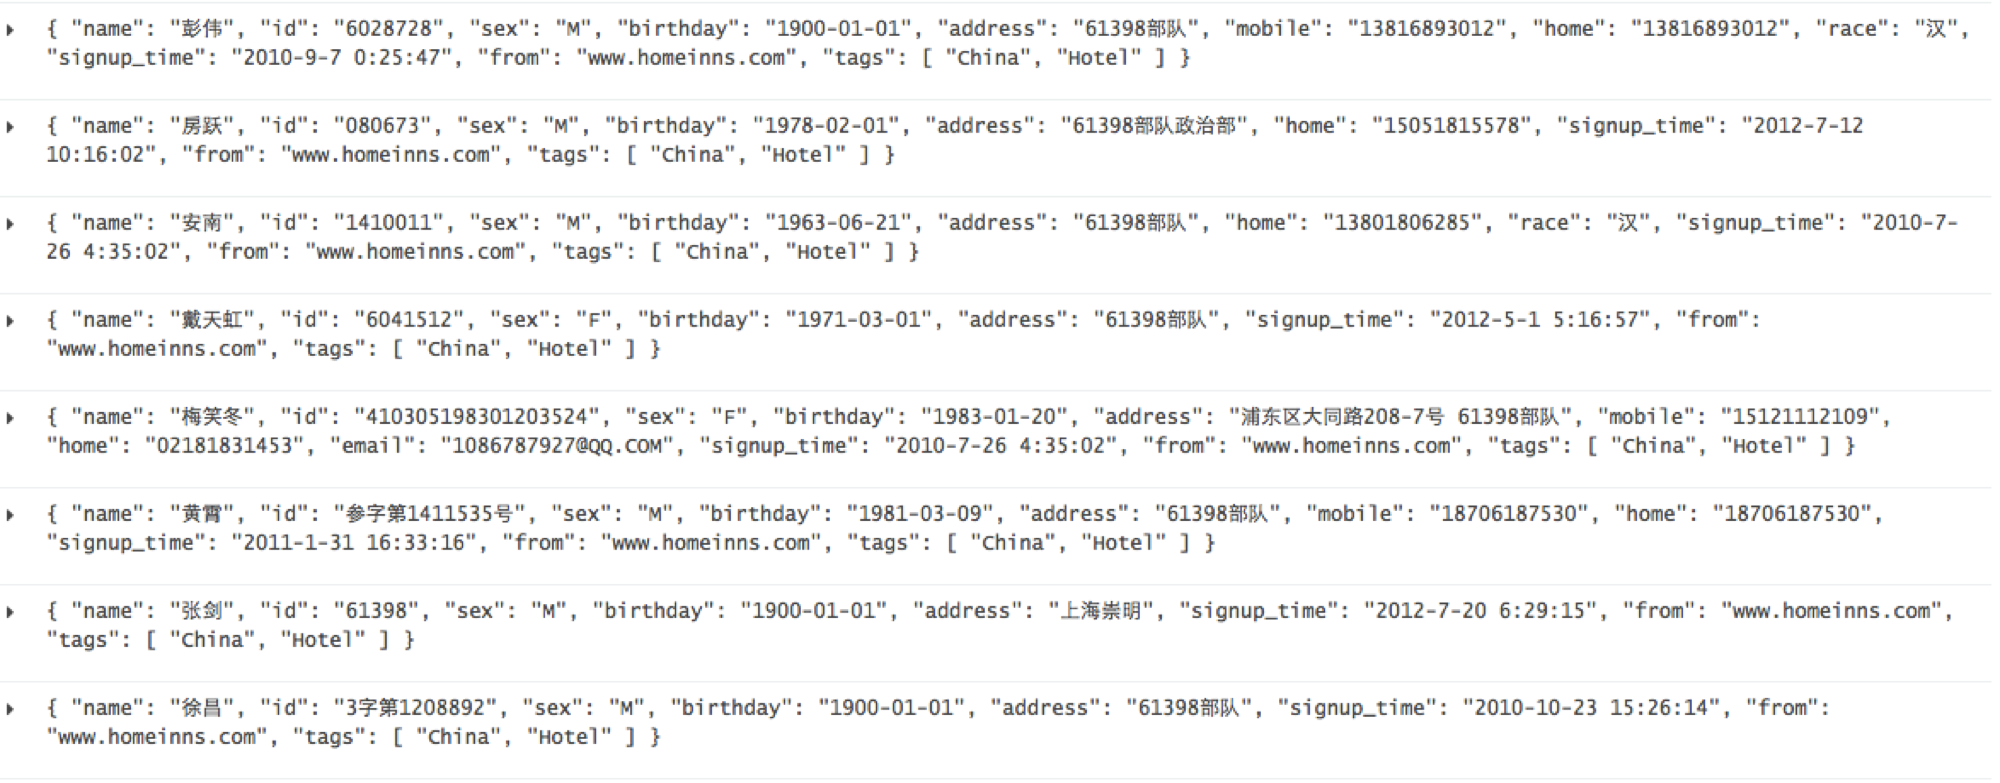 { "name": "彭伟", "id": "6028728", "sex": "M", "birthday": "1900-01-01", "address": "61398部队", "mobile": "13816893012", "home": "13816893012", "race": "汉",
"signup_time": "2010-9-7 0:25:47", "from": "www.homeinns.com", "tags": [ "China", "Hotel" ] }
{ "name": "房跃", "id": "080673", "sex": "M", "birthday": "1978-02-01", "address": "61398部队政治部", "home": "15051815578", "signup_time": "2012-7-12
10:16:02", "from": "www.homeinns.com", "tags": [ "China", "Hotel" ] }
{ "name": "安南", "id": "1410011", "sex": "M", "birthday": "1963-06-21", "address": "61398部队", "home": "13801806285", "race": "汉", "signup_time": "2010-7-
26 4:35:02", "from": "www.homeinns.com", "tags": [ "China", "Hotel" ] }
{ "name": "戴天虹", "id": "6041512", "sex": "F", "birthday": "1971-03-01", "address": "61398部队", "signup_time": "2012-5-1 5:16:57", "from":
"www.homeinns.com", "tags": [ "China", "Hotel" ] }
{ "name": "梅笑冬", "id": "410305198301203524", "sex": "F", "birthday": "1983-01-20", "address": "浦东区大同路208-7号 61398部队", "mobile": "15121112109",
"home": "02181831453", "email": "1086787927@QQ.COM", "signup_time": "2010-7-26 4:35:02", "from": "www.homeinns.com", "tags": [ "China", "Hotel" ] }
{ "name": "黄霄", "id": "参字第1411535号", "sex": "M", "birthday": "1981-03-09", "address": "61398部队", "mobile": "18706187530", "home": "18706187530",
"signup_time": "2011-1-31 16:33:16", "from": "www.homeinns.com", "tags": [ "China", "Hotel" ] }
{ "name": "张剑", "id": "61398", "sex": "M", "birthday": "1900-01-01", "address": "上海崇明", "signup_time": "2012-7-20 6:29:15", "from": "www.homeinns.com",
"tags": [ "China", "Hotel" ] }
{ "name": "徐昌", "id": "3字第1208892", "sex": "M", "birthday": "1900-01-01", "address": "61398部队", "signup_time": "2010-10-23 15:26:14", "from":
"www.homeinns.com", "tags": [ "China", "Hotel" ] }